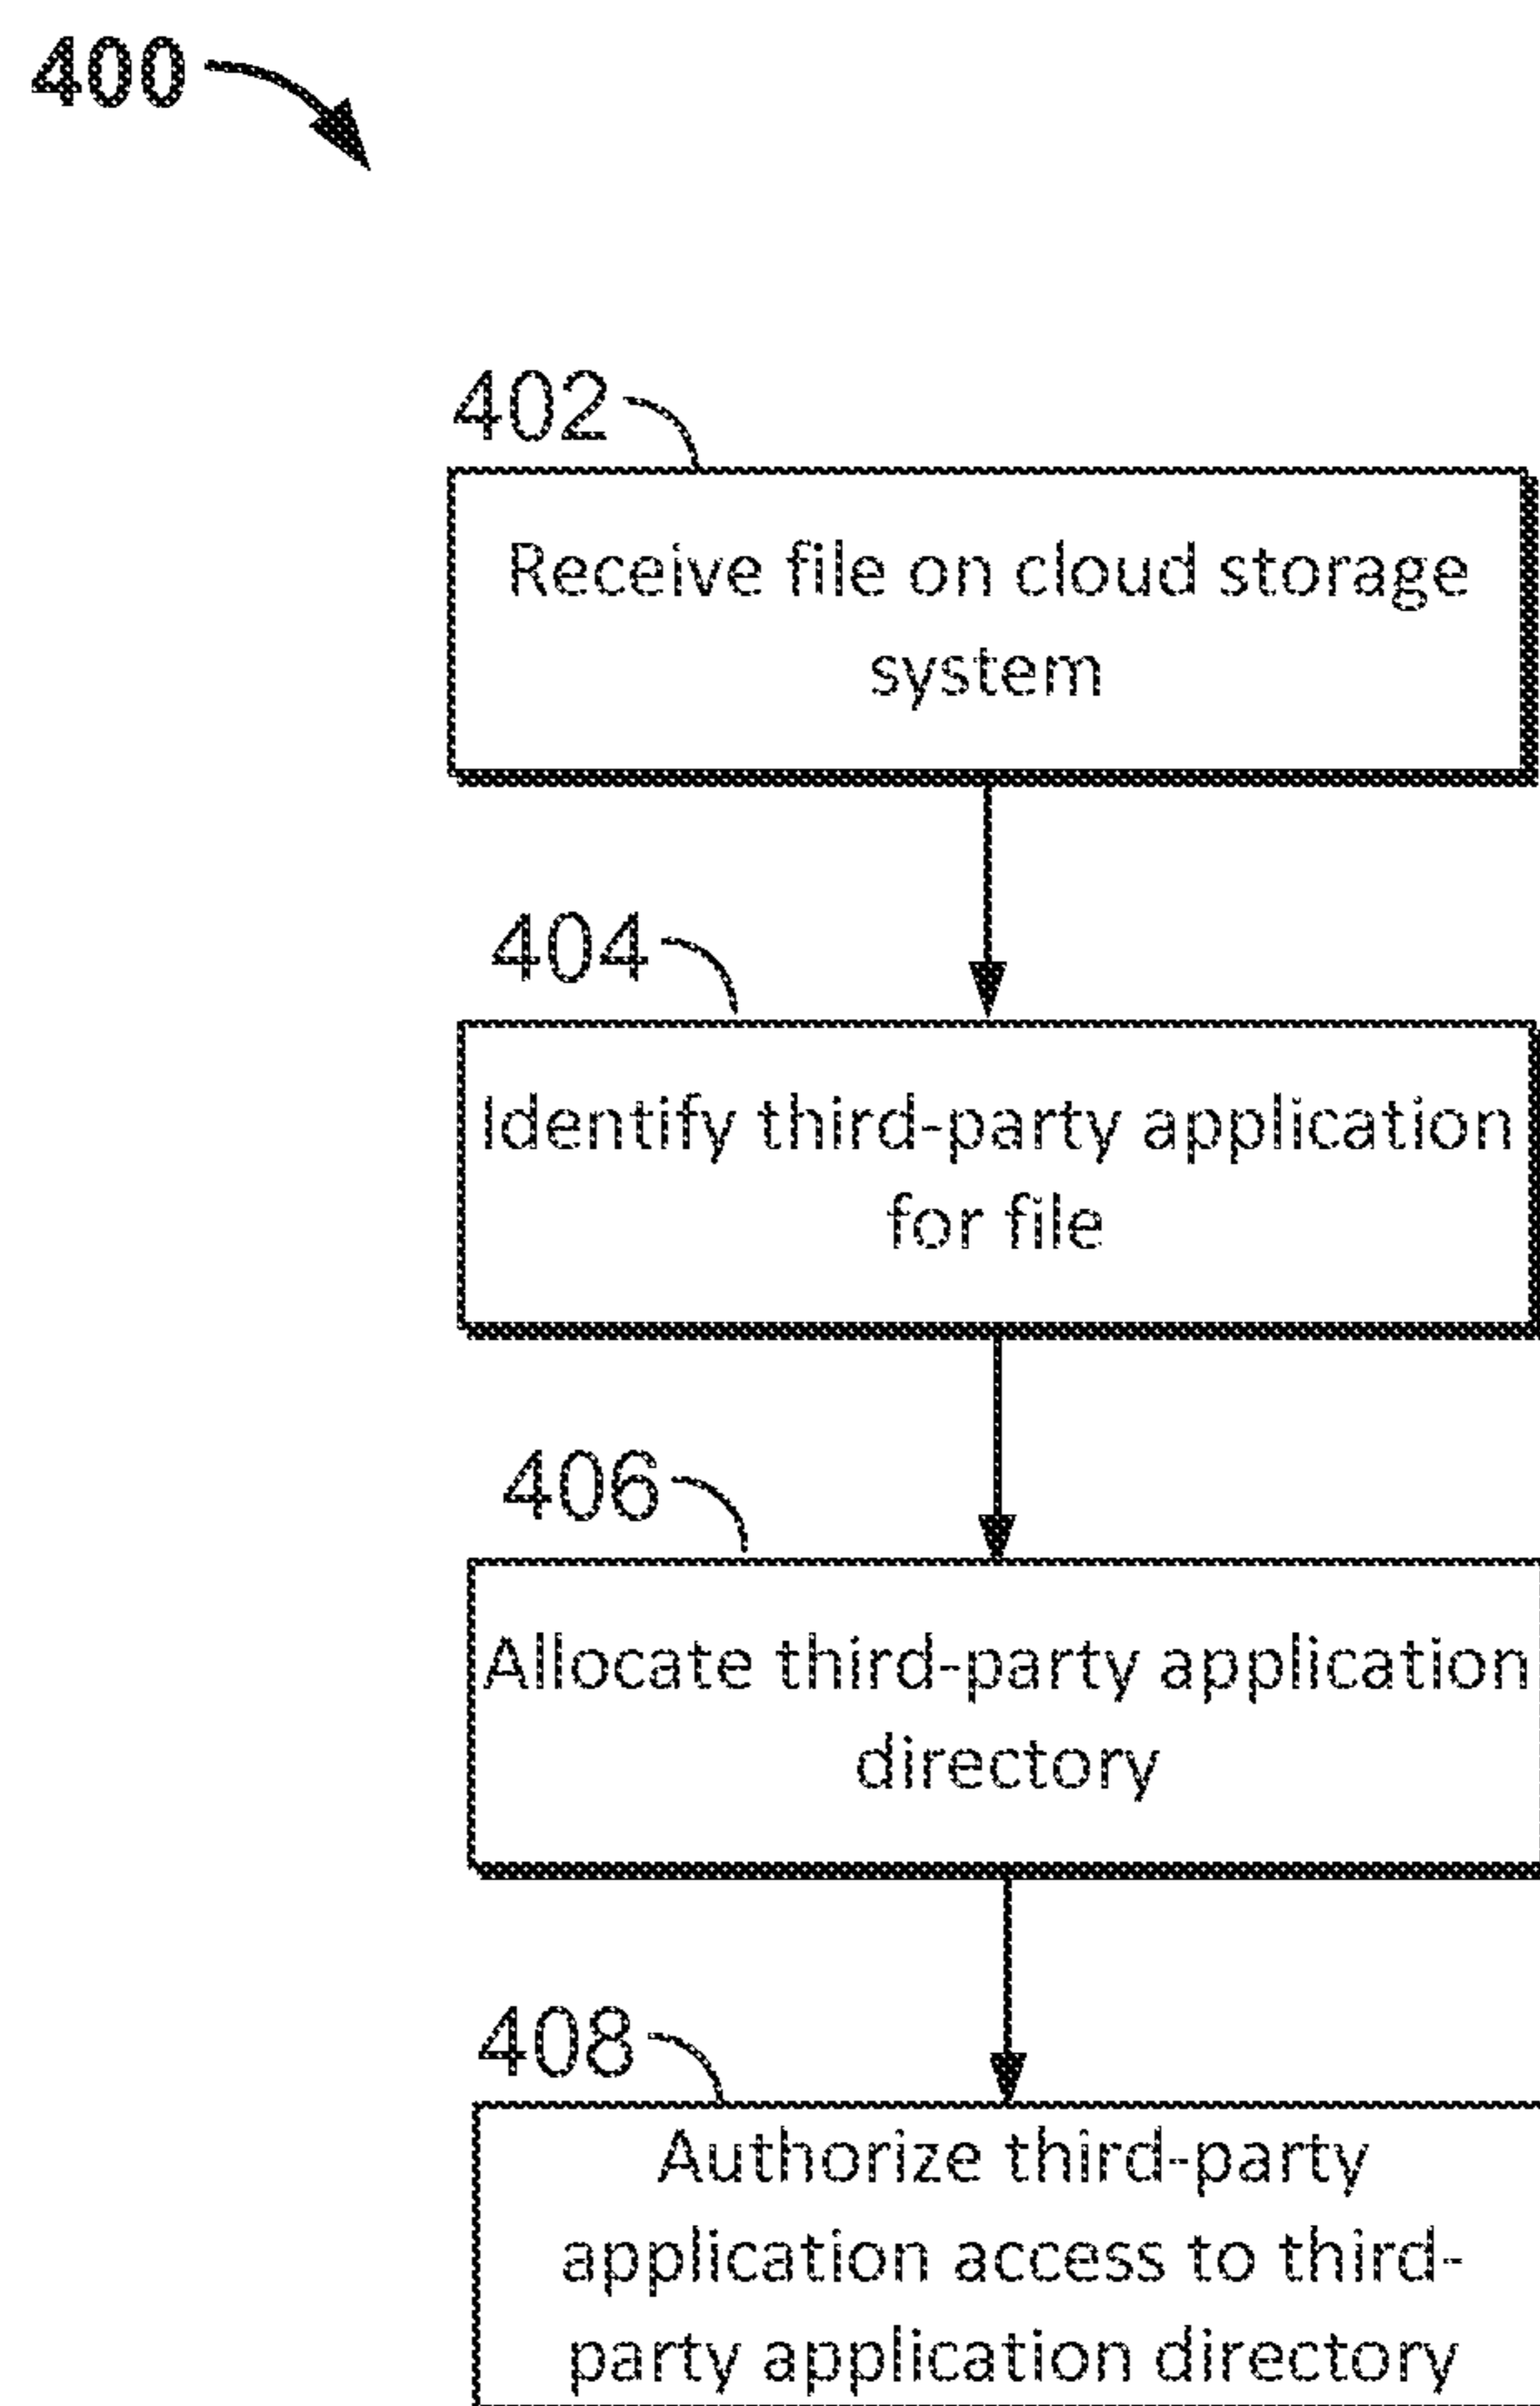 400
402
Receive file on cloud storage
system
404
Identify third-party application
for file
406
Allocate third-party application
directory
408
Authorize third-party
application access to third-
party application directory